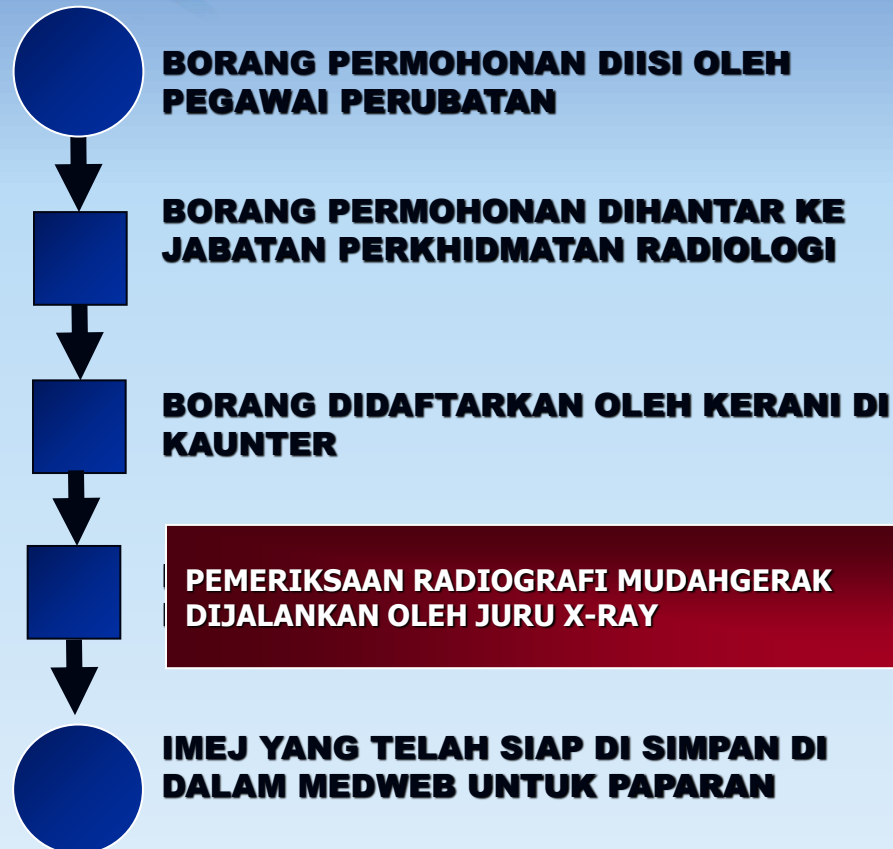 BORANG PERMOHONAN DIISI OLEH
PEGAWAI PERUBATAN
BORANG PERMOHONAN DIHANTAR KE
JABATAN PERKHIDMATAN RADIOLOGI
BORANG DIDAFTARKAN OLEH KERANI DI
KAUNTER
PEMERIKSAAN RADIOGRAFI MUDAHGERAK
DIJALANKAN OLEH JURU X-RAY
IMEJ YANG TELAH SIAP DI SIMPAN DI
DALAM MEDWEB UNTUK PAPARAN